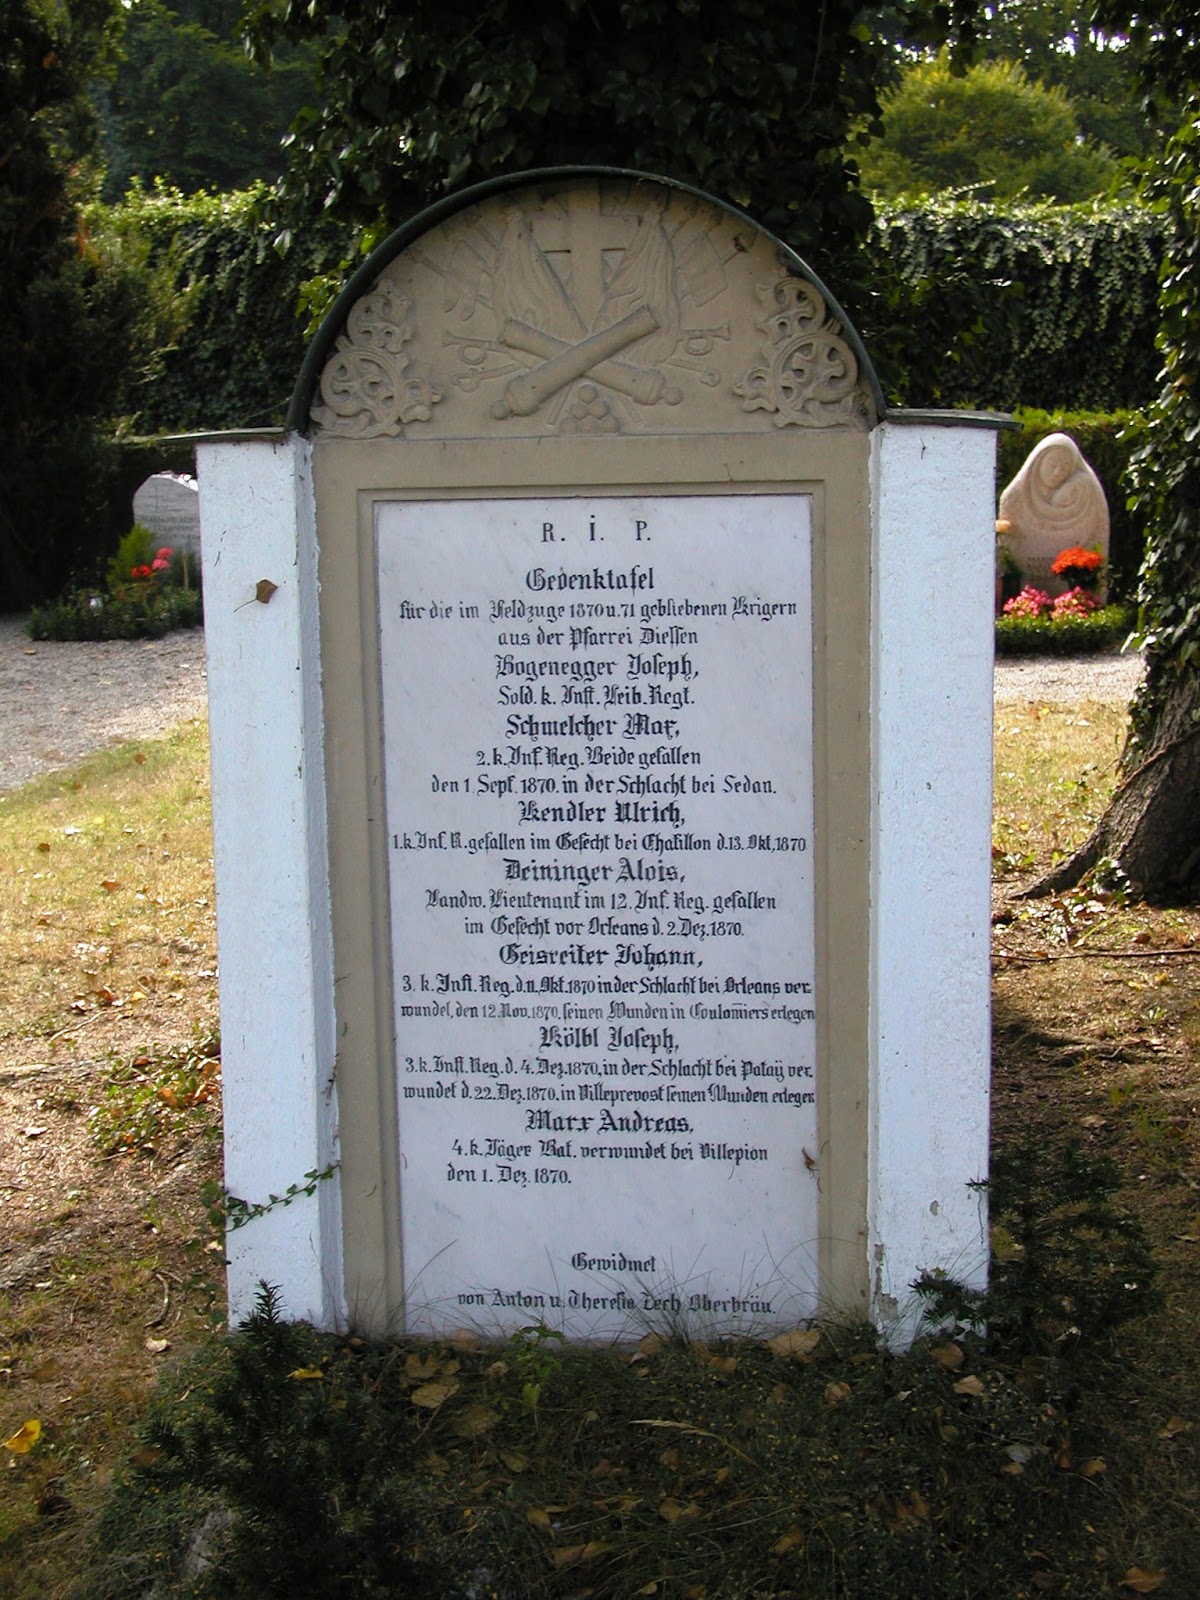 R. I. P.
Gedenktafel
für die im Feldzuge 1870 u. 71 gebliebenen Krigern
aus der Pfarrei Diessen
Bogenegger Joseph,
Sold. k. Inft. Leib. Regt.
Schmelcher Max,
2. k. Inf. Reg. Beide gefallen
den 1. Sept. 1870. in der Schlacht bei Sedan.
Kendler Ulrich,
1. k. Inf. R. gefallen im Gefecht bei Chatillon d. 13. Okt. 1870
Deininger Alois,
Landw. Lieutenant im 12. Inf. Reg. gefallen
im Gefecht vor Orleans d. 2. Dez. 1870.
Geisreiter Johann,
3. k. Inft. Reg. d. 11. Okt. 1870 in der Schlacht bei Orleans ver-
wundet, den 12. Nov. 1870. seinen Wunden in Coulom̅iers erlegen
Kölbl Joseph,
3. k. Inft. Reg. d. 4. Dez. 1870, in der Schlacht bei Pataÿ ver-
wundet d. 22. Dez. 1870. in Villeprevost seinen Wunden erlegen
Marx Andreas.
4. k. Jäger Bat. verwundet bei Villepion
den 1. Dez. 1870.
Gewidmet
von Anton u. Theresia Zech Oberbräu.